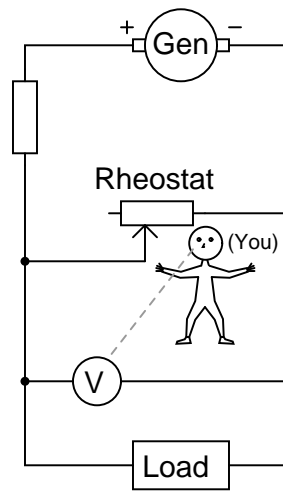 + Gen −
Rheostat
(You)
V
Load